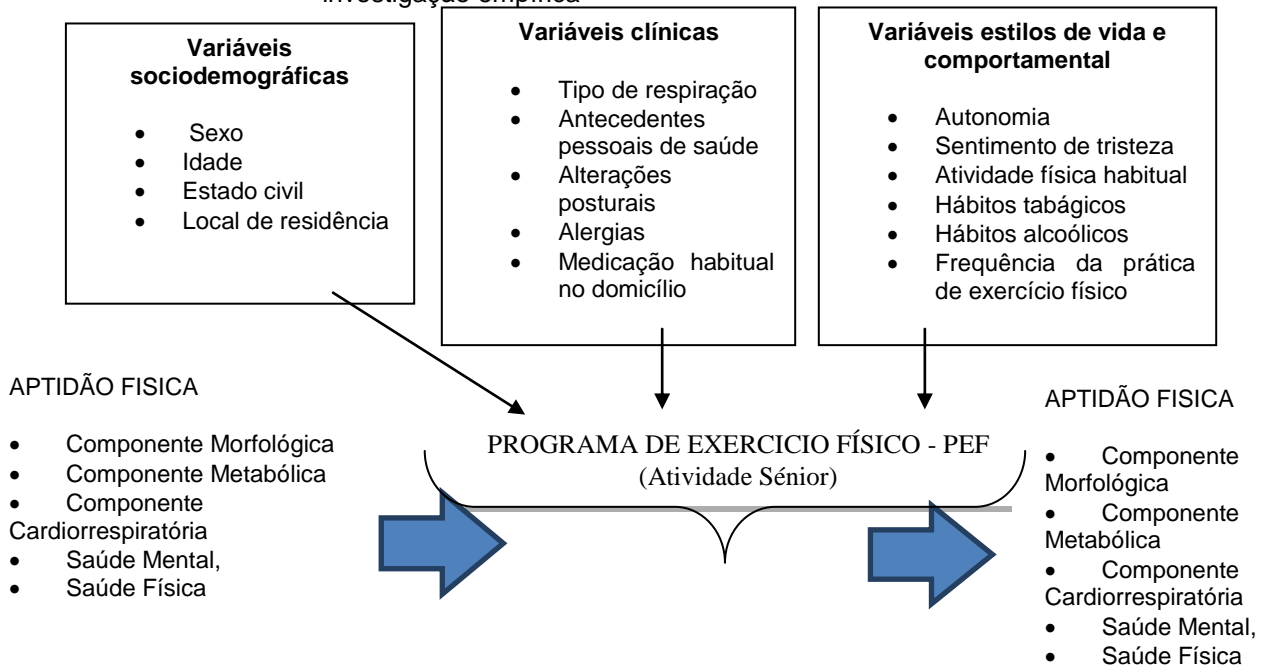 investigação empírica
Variáveis
sociodemográficas
• Sexo
• Idade
• Estado civil
• Local de residência
Variáveis clínicas
• Tipo de respiração
• Antecedentes
pessoais de saúde
• Alterações
posturais
• Alergias
• Medicação habitual
no domicílio
Variáveis estilos de vida e
comportamental
• Autonomia
• Sentimento de tristeza
• Atividade física habitual
• Hábitos tabágicos
• Hábitos alcoólicos
• Frequência da prática
de exercício físico
APTIDÃO FISICA
• Componente Morfológica
• Componente Metabólica
• Componente
Cardiorrespiratória
• Saúde Mental,
• Saúde Física
PROGRAMA DE EXERCICIO FÍSICO - PEF
(Atividade Sénior)
APTIDÃO FISICA
• Componente
Morfológica
• Componente
Metabólica
• Componente
Cardiorrespiratória
• Saúde Mental,
• Saúde Física